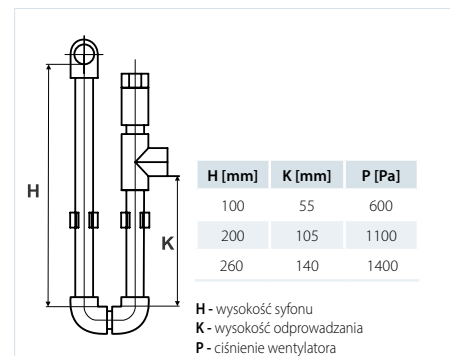 H
K
H [mm] K [mm] P [Pa]
100 55 600
200 105 1100
260 140 1400
H - wysokość syfonu
K - wysokość odprowadzania
P - ciśnienie wentylatora